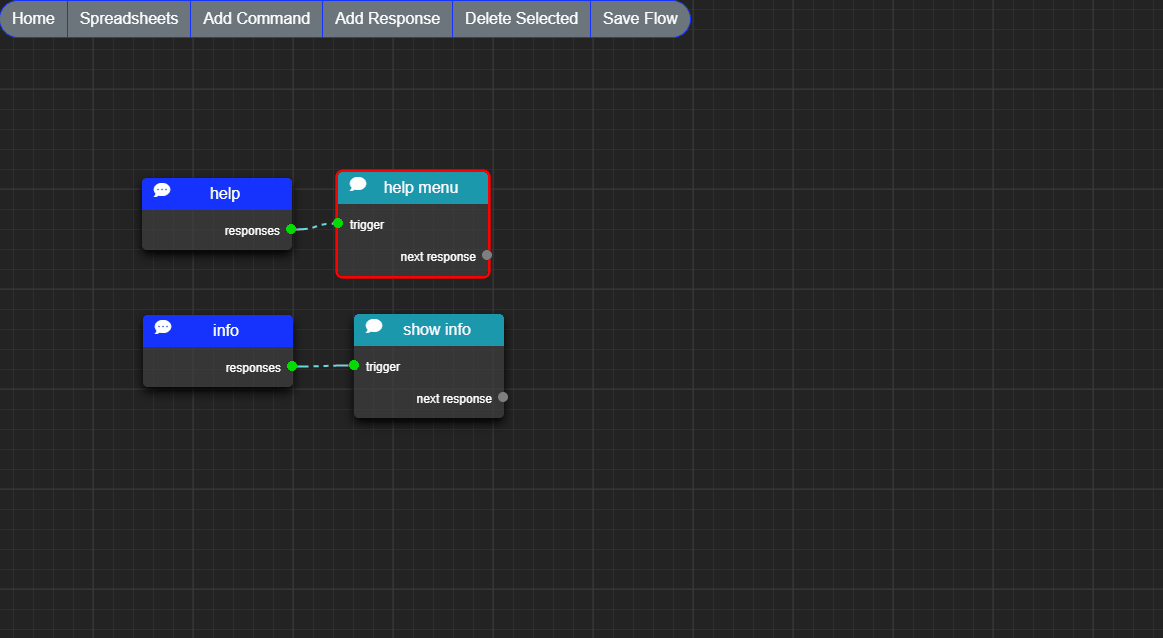 Home Spreadsheets Add Command Add Response Delete Selected Save Flow
help
responses
help menu
trigger
next response
info
responses
show info
trigger
next response